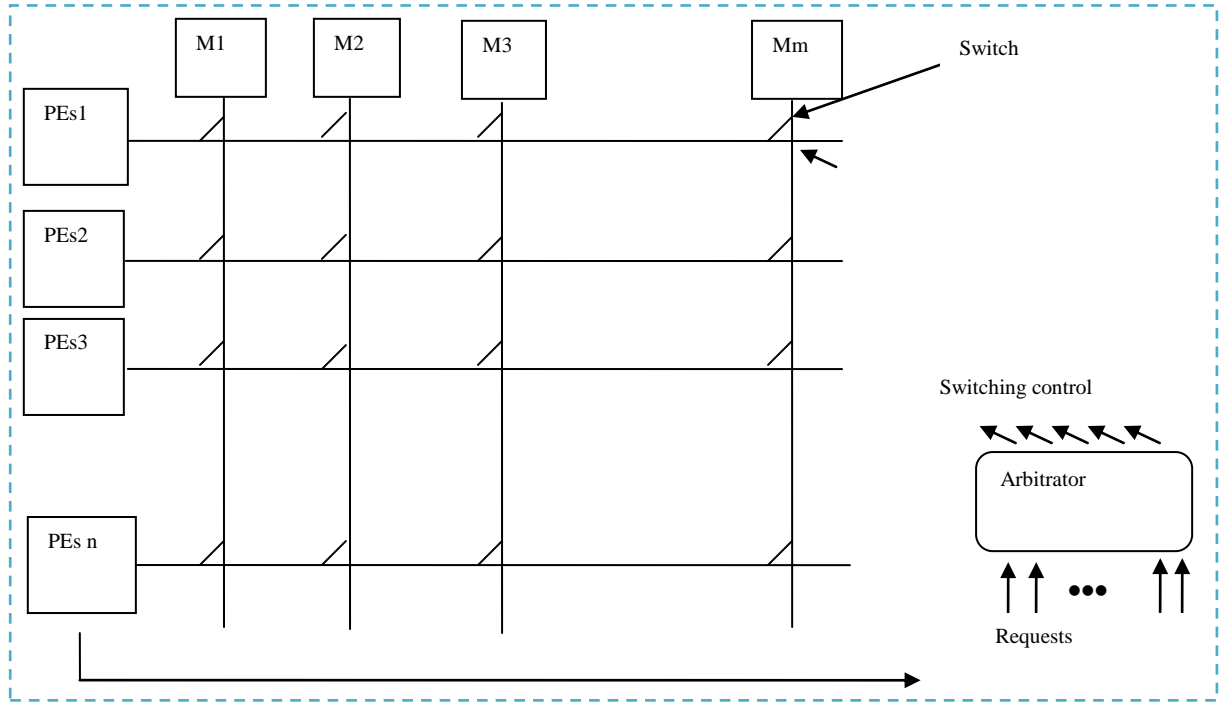 M1
M2
M3
Mm
Switch
PEs1
PEs2
PEs3
Switching control
Arbitrator
PEs n
Requests